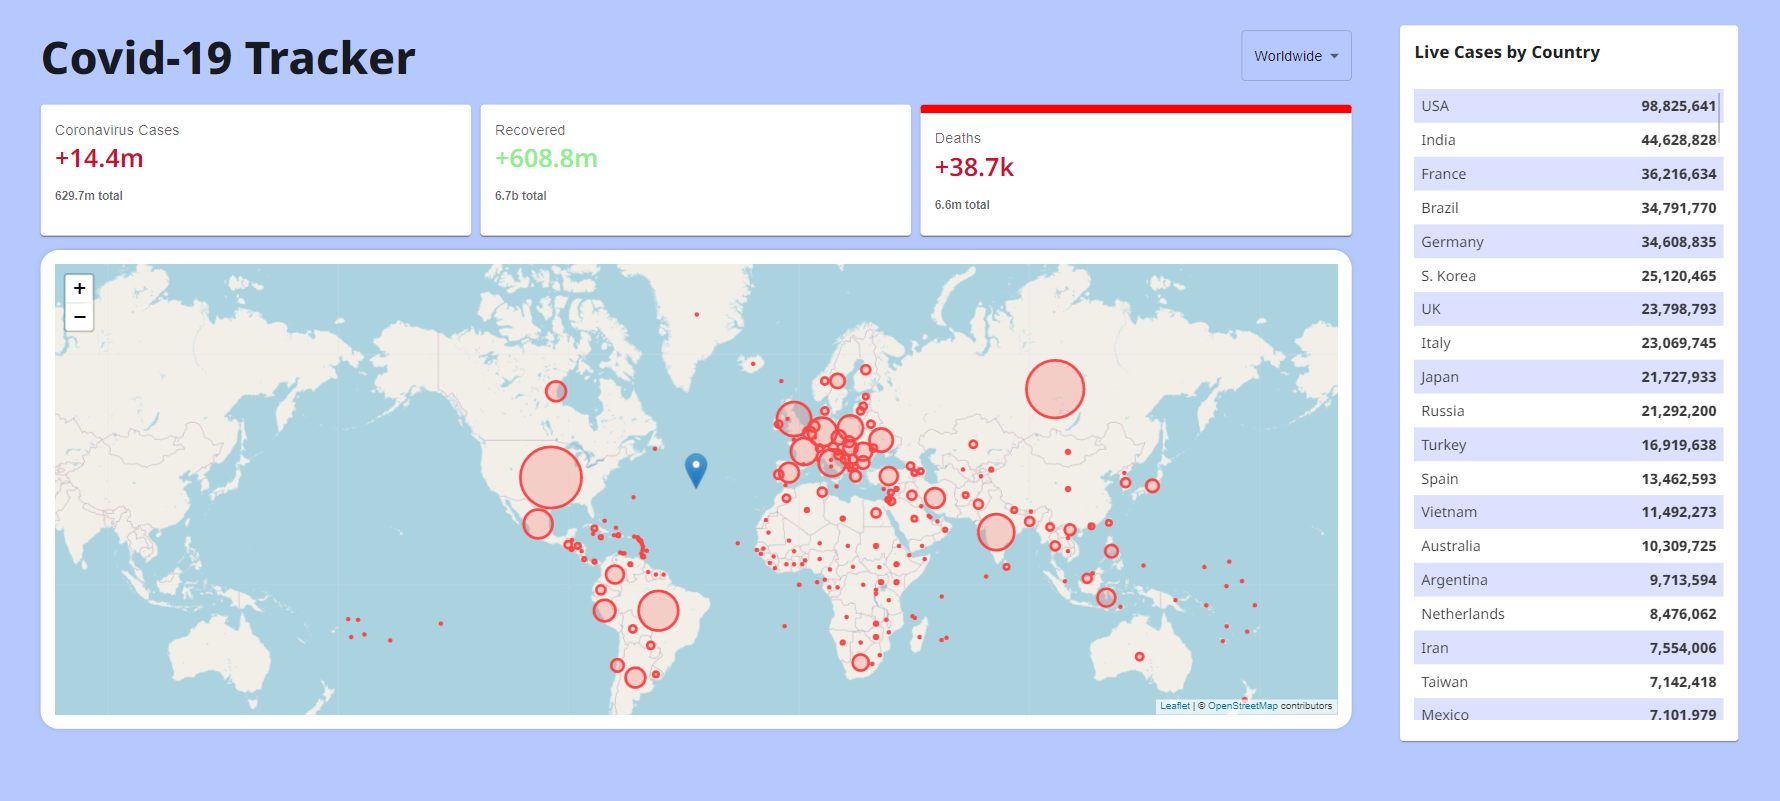 Covid-19 Tracker
Worldwide
Coronavirus Cases
+14.4m
629.7m total
Recovered
+608.8m
6.7b total
Deaths
+38.7k
6.6m total
+
−
Leaflet | © OpenStreetMap contributors
Live Cases by Country
USA 98,825,641
India 44,628,828
France 36,216,634
Brazil 34,791,770
Germany 34,608,835
S. Korea 25,120,465
UK 23,798,793
Italy 23,069,745
Japan 21,727,933
Russia 21,292,200
Turkey 16,919,638
Spain 13,462,593
Vietnam 11,492,273
Australia 10,309,725
Argentina 9,713,594
Netherlands 8,476,062
Iran 7,554,006
Taiwan 7,142,418
Mexico 7,101,979